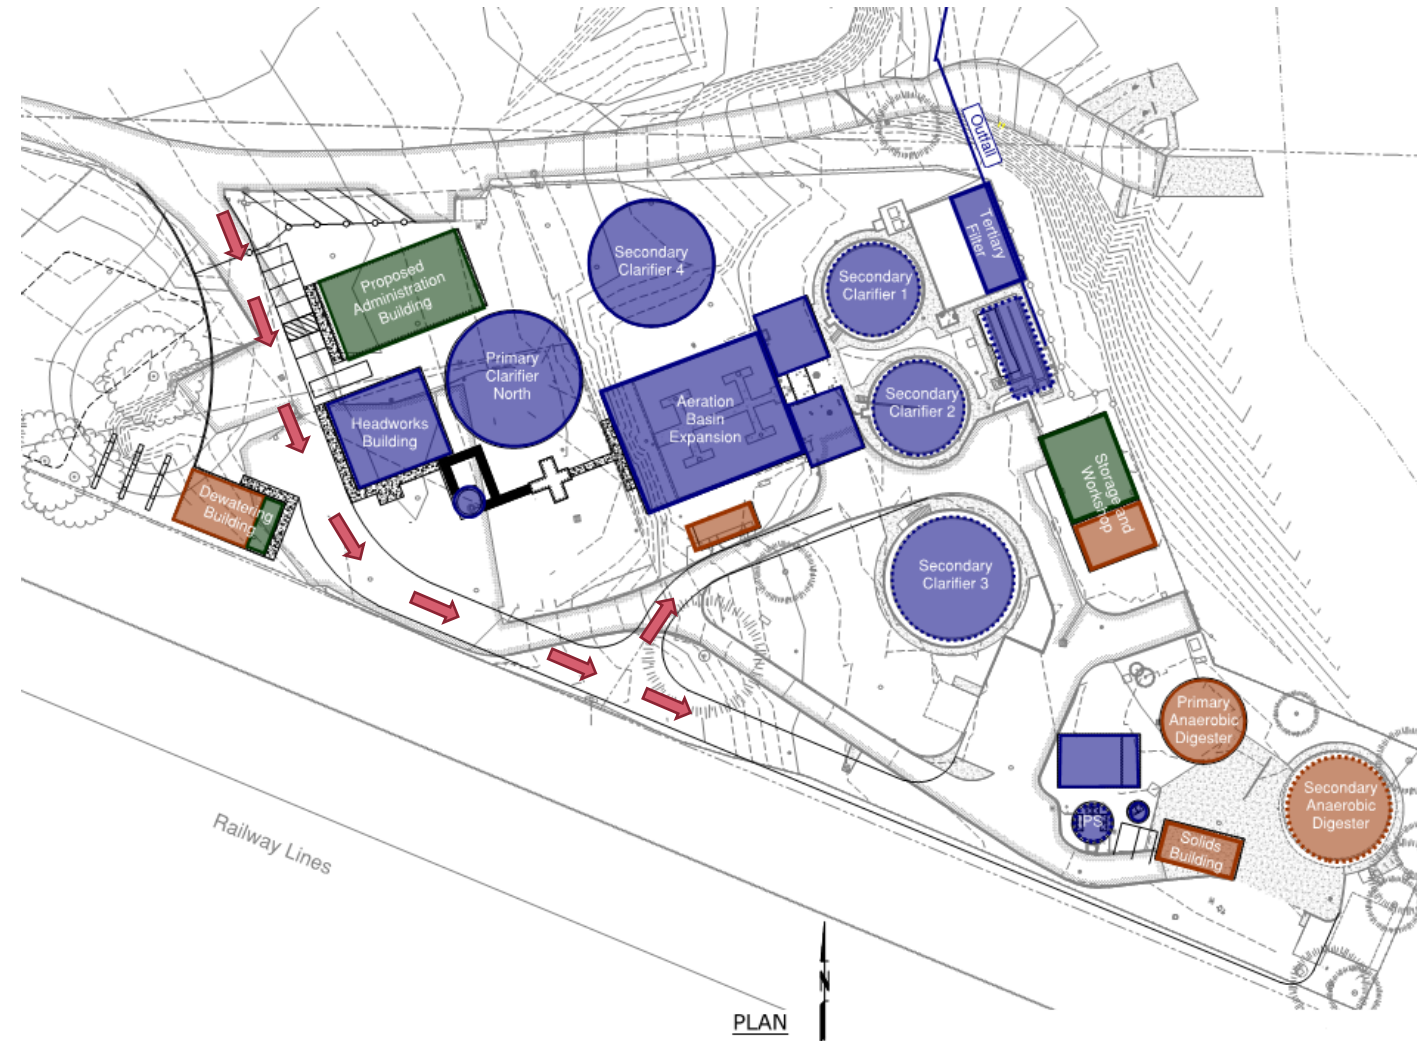 Outfall
Tertiary
Filter
Secondary
Clarifier 4
Secondary
Clarifier 1
Proposed
Administration
Building
Primary
Clarifier
North
Headworks
Building
Aeration
Basin
Expansion
Secondary
Clarifier 2
Dewatering
Building
Storage and
Workshop
Secondary
Clarifier 3
Primary
Anaerobic
Digester
Secondary
Anaerobic
Digester
IPS
Solids
Building
Railway Lines
N
PLAN